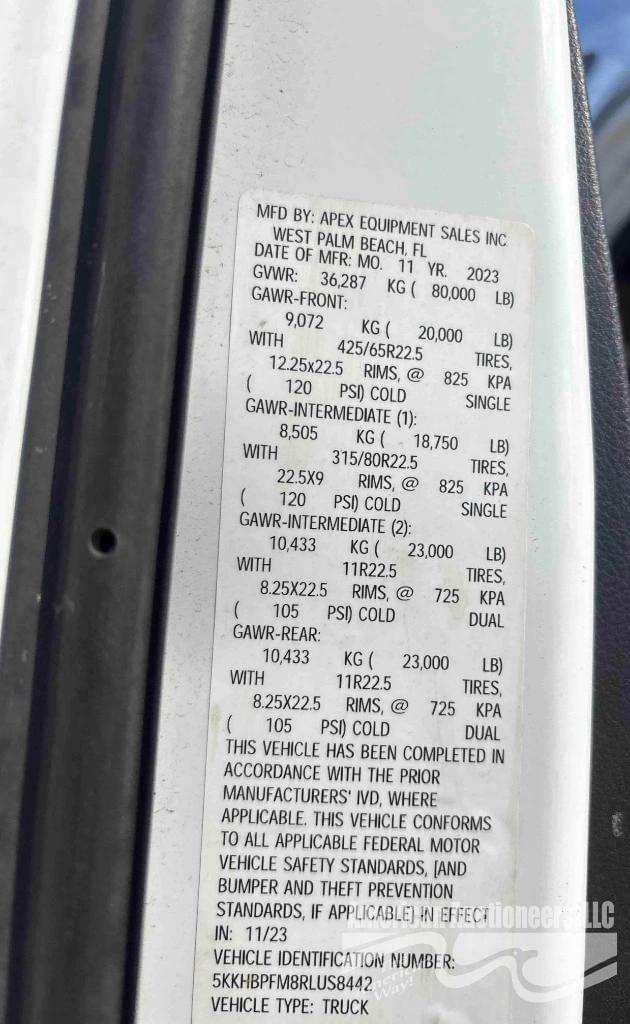 MFD BY: APEX EQUIPMENT SALES INC
WEST PALM BEACH, FL
DATE OF MFR: MO. 11 YR. 2023
GVWR: 36,287 KG ( 80,000 LB)
GAWR-FRONT:
9,072 KG ( 20,000 LB)
WITH 425/65R22.5 TIRES,
12.25x22.5 RIMS, @ 825 KPA
( 120 PSI) COLD SINGLE
GAWR-INTERMEDIATE (1):
8,505 KG ( 18,750 LB)
WITH 315/80R22.5 TIRES,
22.5X9 RIMS, @ 825 KPA
( 120 PSI) COLD SINGLE
GAWR-INTERMEDIATE (2):
10,433 KG ( 23,000 LB)
WITH 11R22.5 TIRES,
8.25X22.5 RIMS, @ 725 KPA
( 105 PSI) COLD DUAL
GAWR-REAR:
10,433 KG ( 23,000 LB)
WITH 11R22.5 TIRES,
8.25X22.5 RIMS, @ 725 KPA
( 105 PSI) COLD DUAL
THIS VEHICLE HAS BEEN COMPLETED IN
ACCORDANCE WITH THE PRIOR
MANUFACTURERS' IVD, WHERE
APPLICABLE. THIS VEHICLE CONFORMS
TO ALL APPLICABLE FEDERAL MOTOR
VEHICLE SAFETY STANDARDS, [AND
BUMPER AND THEFT PREVENTION
STANDARDS, IF APPLICABLE] IN EFFECT
IN: 11/23
VEHICLE IDENTIFICATION NUMBER:
5KKHBPFM8RLUS8442
VEHICLE TYPE: TRUCK
American Auctioneers LLC
Way!